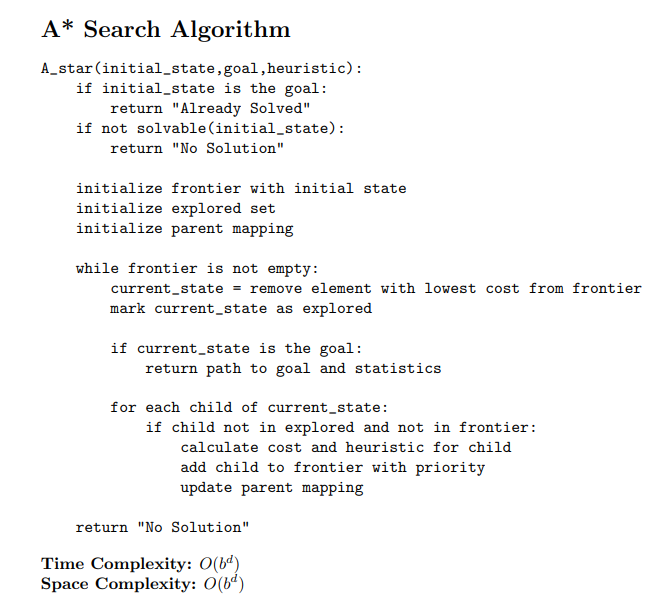 A* Search Algorithm
A_star(initial_state,goal,heuristic):
    if initial_state is the goal:
        return "Already Solved"
    if not solvable(initial_state):
        return "No Solution"

    initialize frontier with initial state
    initialize explored set
    initialize parent mapping

    while frontier is not empty:
        current_state = remove element with lowest cost from frontier
        mark current_state as explored

        if current_state is the goal:
            return path to goal and statistics

        for each child of current_state:
            if child not in explored and not in frontier:
                calculate cost and heuristic for child
                add child to frontier with priority
                update parent mapping

    return "No Solution"

Time Complexity: O(b^d)
Space Complexity: O(b^d)